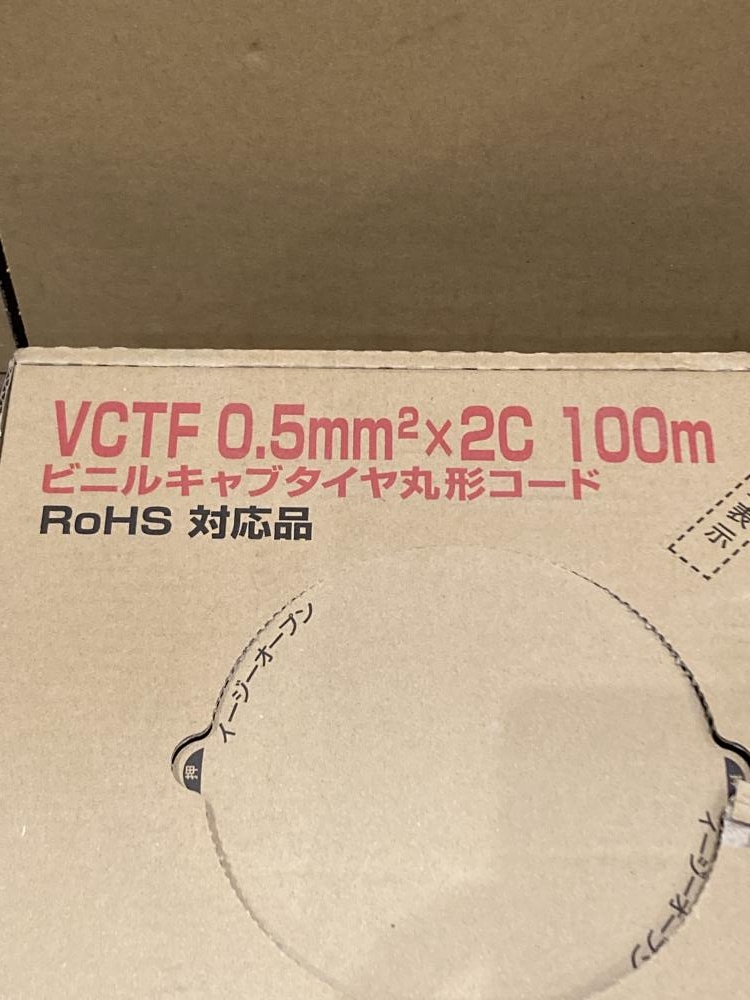 VCTF 0.5mm²×2C 100m
ビニルキャブタイヤ丸形コード
RoHS 対応品
表示
イージーオープン
押
イージーオープン